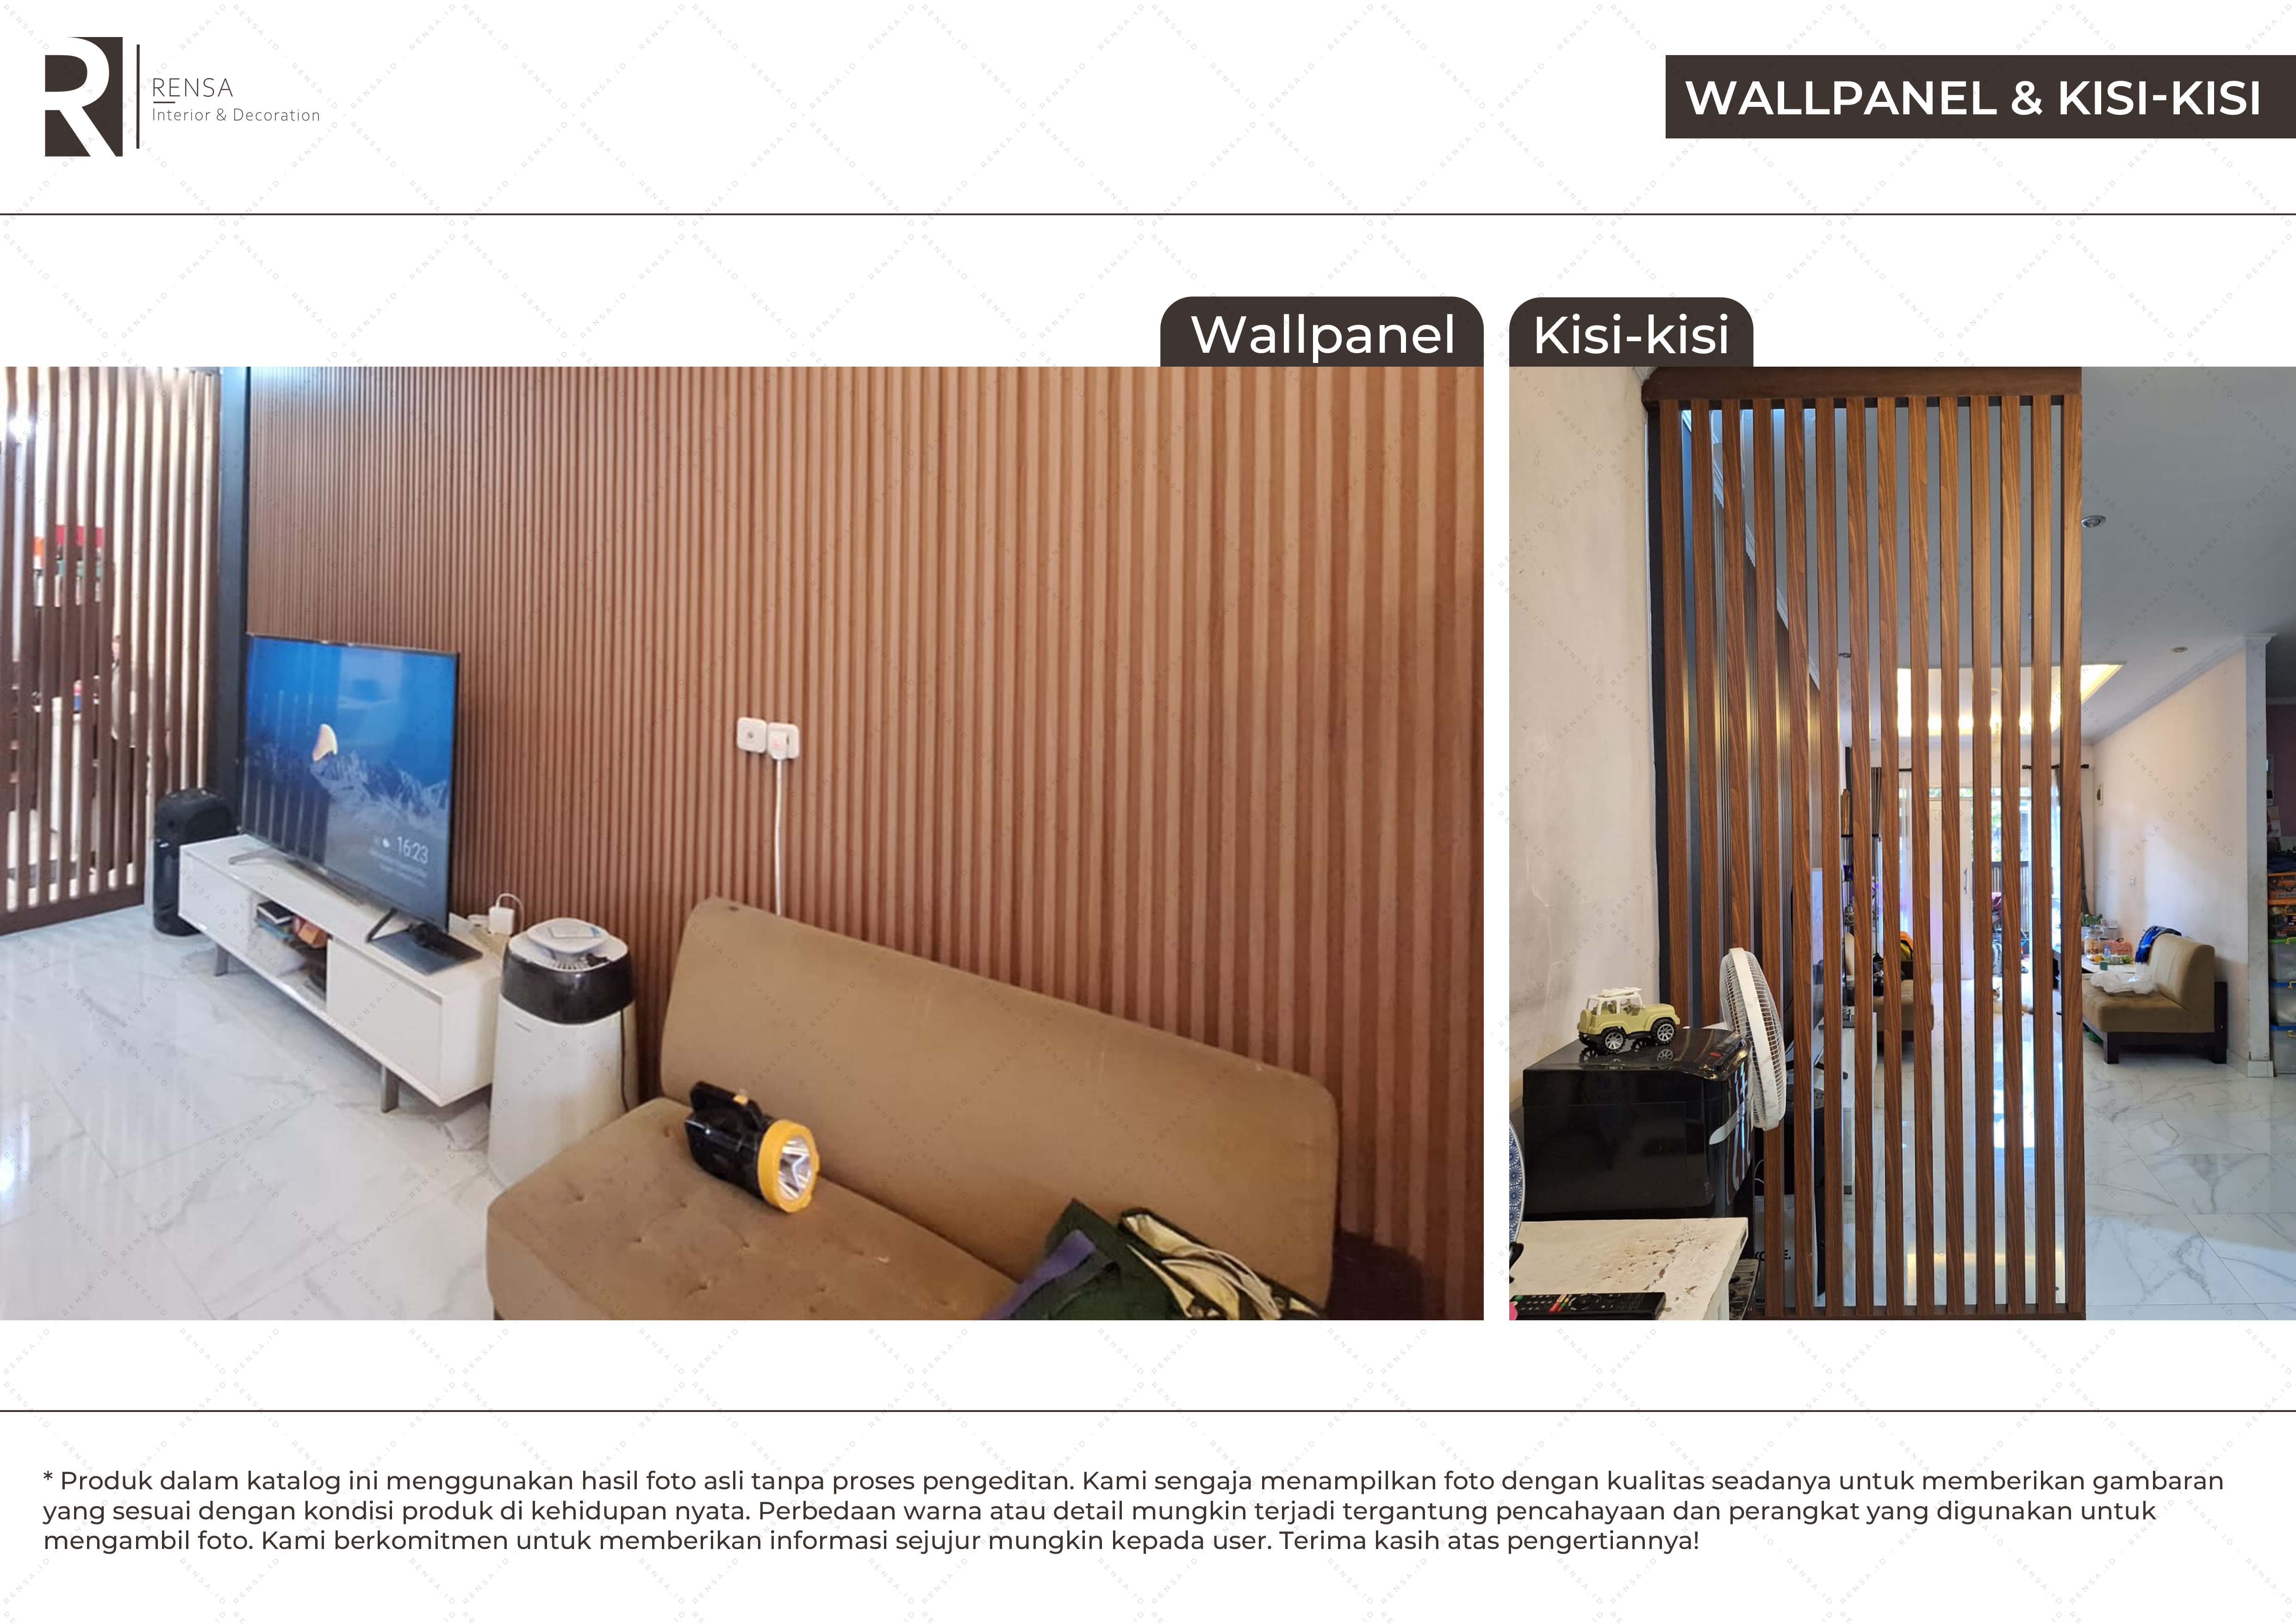 RENSA
Interior & Decoration
WALLPANEL & KISI-KISI
Wallpanel
Kisi-kisi
16:23
* Produk dalam katalog ini menggunakan hasil foto asli tanpa proses pengeditan. Kami sengaja menampilkan foto dengan kualitas seadanya untuk memberikan gambaran
yang sesuai dengan kondisi produk di kehidupan nyata. Perbedaan warna atau detail mungkin terjadi tergantung pencahayaan dan perangkat yang digunakan untuk
mengambil foto. Kami berkomitmen untuk memberikan informasi sejujur mungkin kepada user. Terima kasih atas pengertiannya!
RENSA.ID